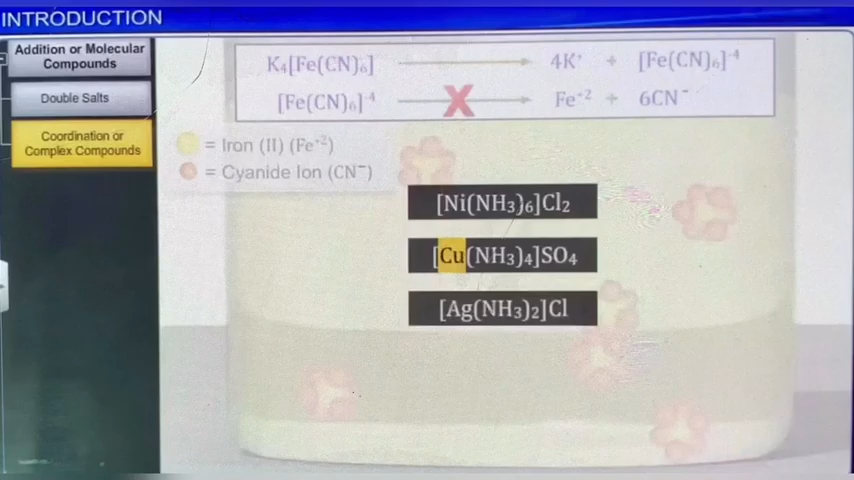 INTRODUCTION
Addition or Molecular
Compounds
Double Salts
Coordination or
Complex Compounds
K₄[Fe(CN)₆] → 4K⁺ + [Fe(CN)₆]⁻⁴
[Fe(CN)₆]⁻⁴ → Fe⁺² + 6CN⁻
= Iron (II) (Fe⁺²)
= Cyanide Ion (CN⁻)
[Ni(NH₃)₆]Cl₂
[Cu(NH₃)₄]SO₄
[Ag(NH₃)₂]Cl